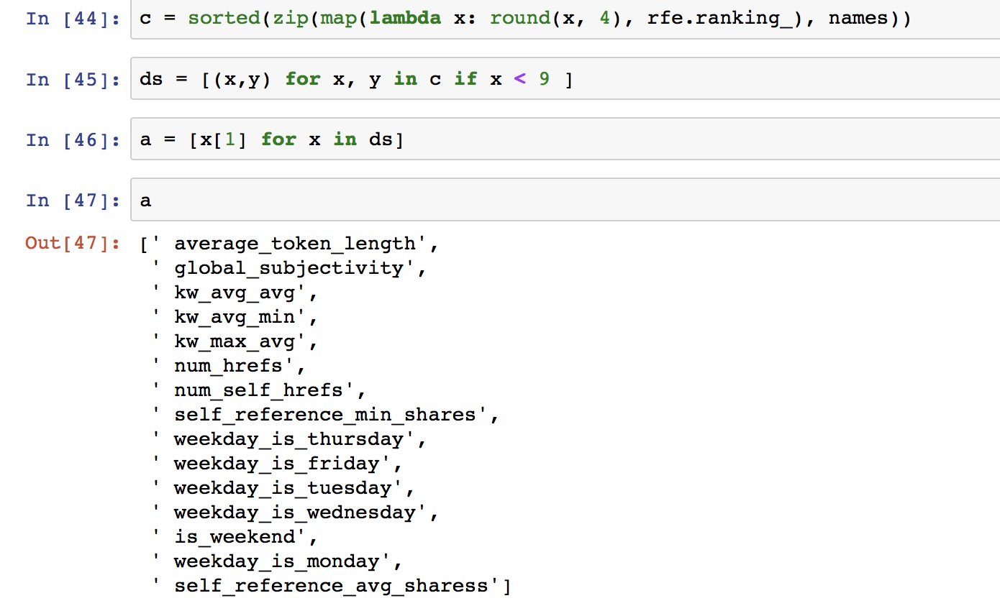 In [44]: c = sorted(zip(map(lambda x: round(x, 4), rfe.ranking_), names))
In [45]: ds = [(x,y) for x, y in c if x < 9 ]
In [46]: a = [x[1] for x in ds]
In [47]: a
Out[47]: [' average_token_length',
' global_subjectivity',
' kw_avg_avg',
' kw_avg_min',
' kw_max_avg',
' num_hrefs',
' num_self_hrefs',
' self_reference_min_shares',
' weekday_is_thursday',
' weekday_is_friday',
' weekday_is_tuesday',
' weekday_is_wednesday',
' is_weekend',
' weekday_is_monday',
' self_reference_avg_sharess']